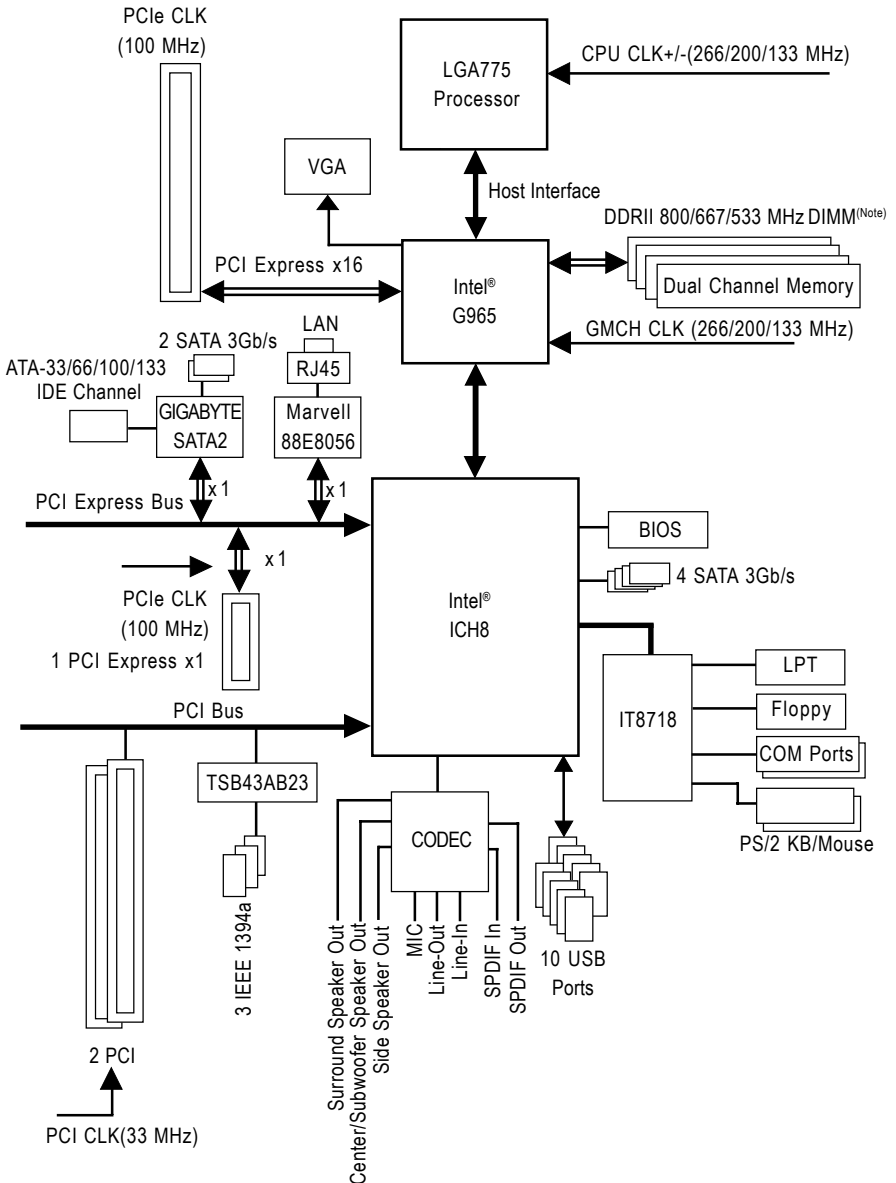 PCIe CLK
(100 MHz)
LGA775
Processor
CPU CLK+/-(266/200/133 MHz)
VGA
Host Interface
DDRII 800/667/533 MHz DIMM(Note)
PCI Express x16
Intel®
G965
Dual Channel Memory
GMCH CLK (266/200/133 MHz)
LAN
RJ45
2 SATA 3Gb/s
ATA-33/66/100/133
IDE Channel
GIGABYTE
SATA2
Marvell
88E8056
x1
x1
PCI Express Bus
x1
PCIe CLK
(100 MHz)
1 PCI Express x1
Intel®
ICH8
BIOS
4 SATA 3Gb/s
IT8718
LPT
Floppy
COM Ports
PS/2 KB/Mouse
PCI Bus
TSB43AB23
3 IEEE 1394a
CODEC
Surround Speaker Out
Center/Subwoofer Speaker Out
Side Speaker Out
MIC
Line-Out
Line-In
SPDIF In
SPDIF Out
10 USB
Ports
2 PCI
PCI CLK(33 MHz)